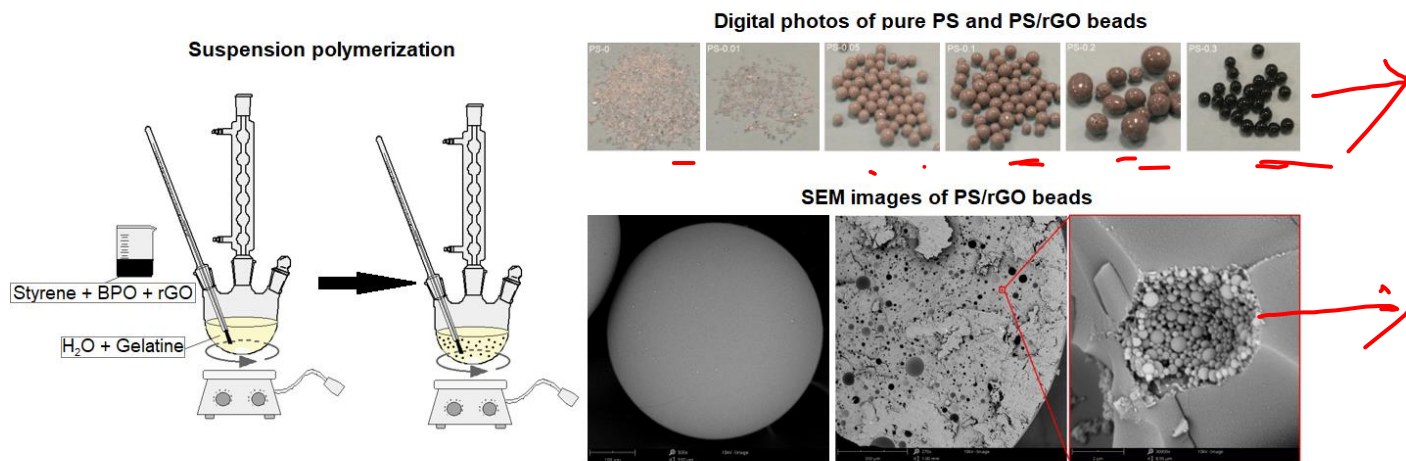 Suspension polymerization
Styrene + BPO + rGO
H₂O + Gelatine
Digital photos of pure PS and PS/rGO beads
PS-0
PS-0.01
PS-0.05
PS-0.1
PS-0.2
PS-0.3
SEM images of PS/rGO beads